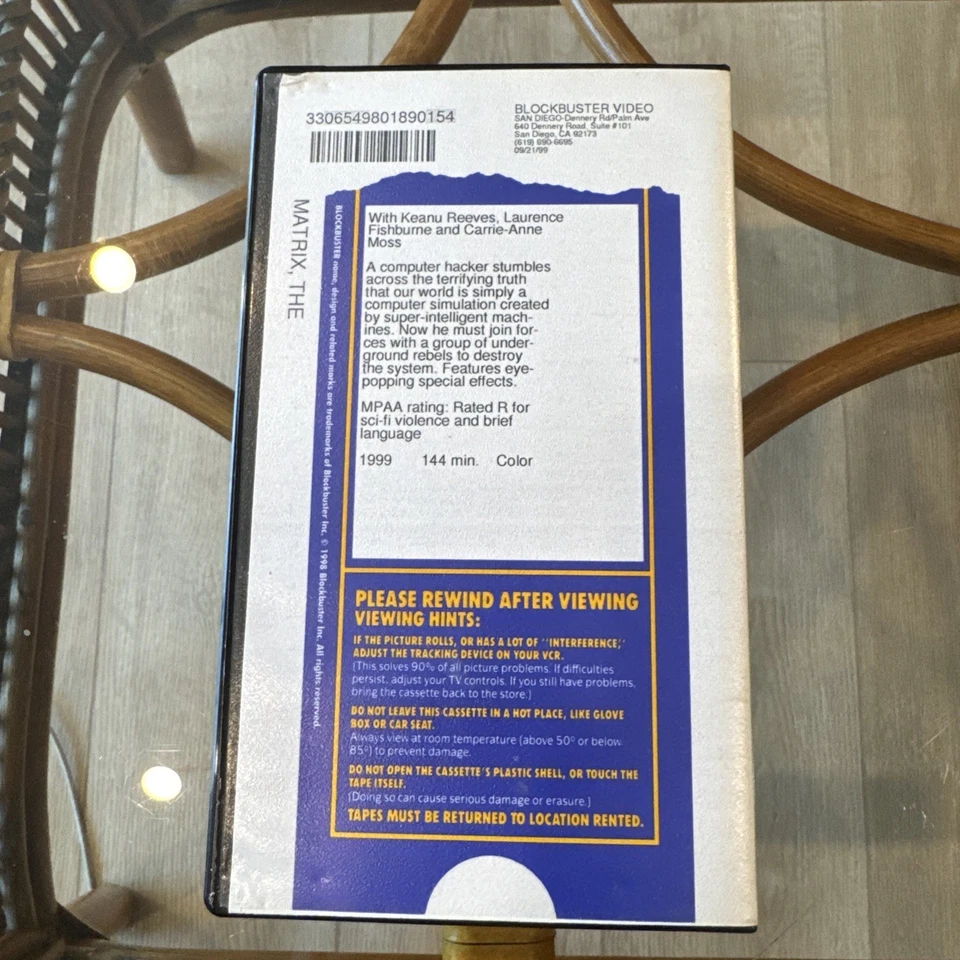 3306549801890154
BLOCKBUSTER VIDEO
SAN DIEGO-Dennery Rd/Palm Ave
640 Dennery Road, Suite #101
San Diego, CA 92173
(619) 690-6695
09/21/99
MATRIX, THE
BLOCKBUSTER name, design and related marks are trademarks of Blockbuster Inc. © 1998 Blockbuster Inc. All rights reserved.
With Keanu Reeves, Laurence
Fishburne and Carrie-Anne
Moss
A computer hacker stumbles
across the terrifying truth
that our world is simply a
computer simulation created
by super-intelligent mach-
ines. Now he must join for-
ces with a group of under-
ground rebels to destroy
the system. Features eye-
popping special effects.
MPAA rating: Rated R for
sci-fi violence and brief
language
1999 144 min. Color
PLEASE REWIND AFTER VIEWING
VIEWING HINTS:
IF THE PICTURE ROLLS, OR HAS A LOT OF "INTERFERENCE,"
ADJUST THE TRACKING DEVICE ON YOUR VCR.
(This solves 90% of all picture problems. If difficulties
persist, adjust your TV controls. If you still have problems,
bring the cassette back to the store.)
DO NOT LEAVE THIS CASSETTE IN A HOT PLACE, LIKE GLOVE
BOX OR CAR SEAT.
Always view at room temperature (above 50° or below
85°) to prevent damage.
DO NOT OPEN THE CASSETTE'S PLASTIC SHELL, OR TOUCH THE
TAPE ITSELF.
(Doing so can cause serious damage or erasure.)
TAPES MUST BE RETURNED TO LOCATION RENTED.